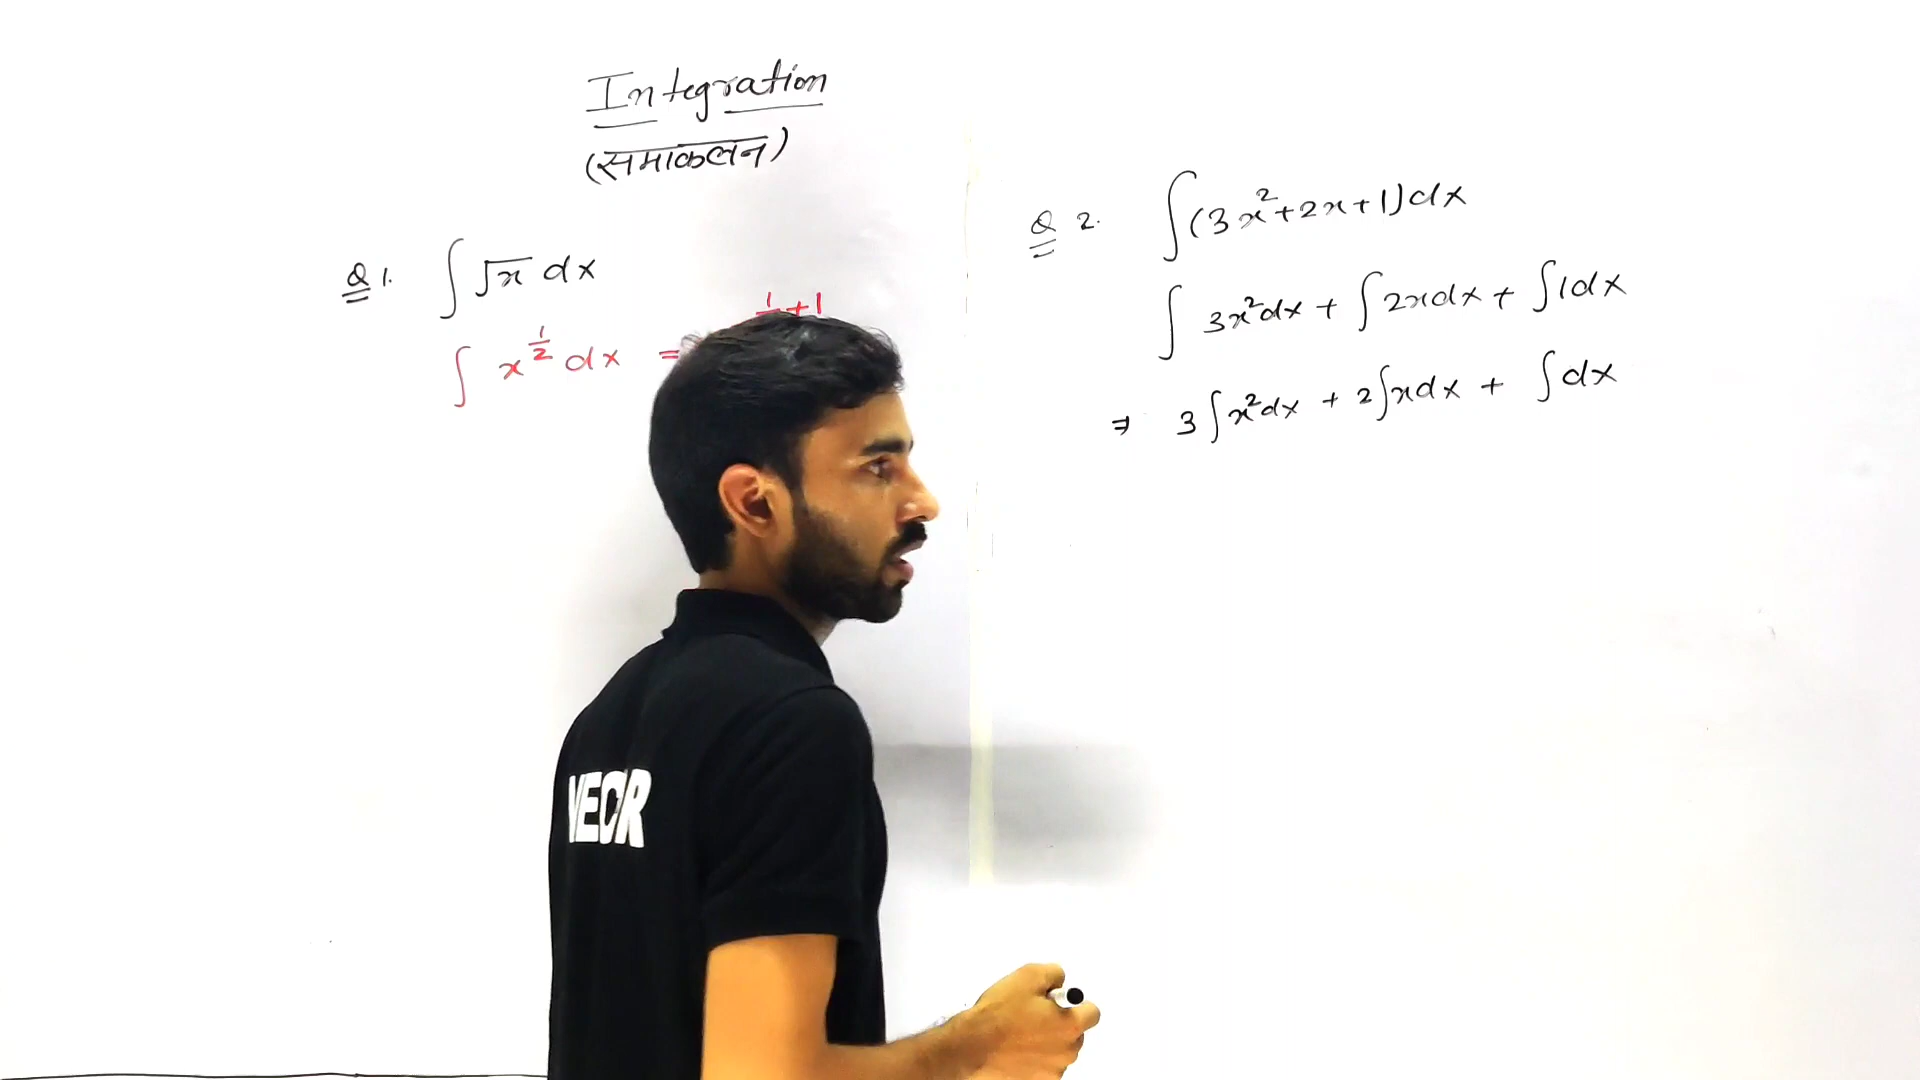 Integration
(समाकलन)
Q 1. ∫ √x dx
∫ x^(1/2) dx =
Q 2. ∫(3x²+2x+1)dx
∫ 3x²dx + ∫2xdx + ∫1dx
⇒ 3∫x²dx + 2∫xdx + ∫dx